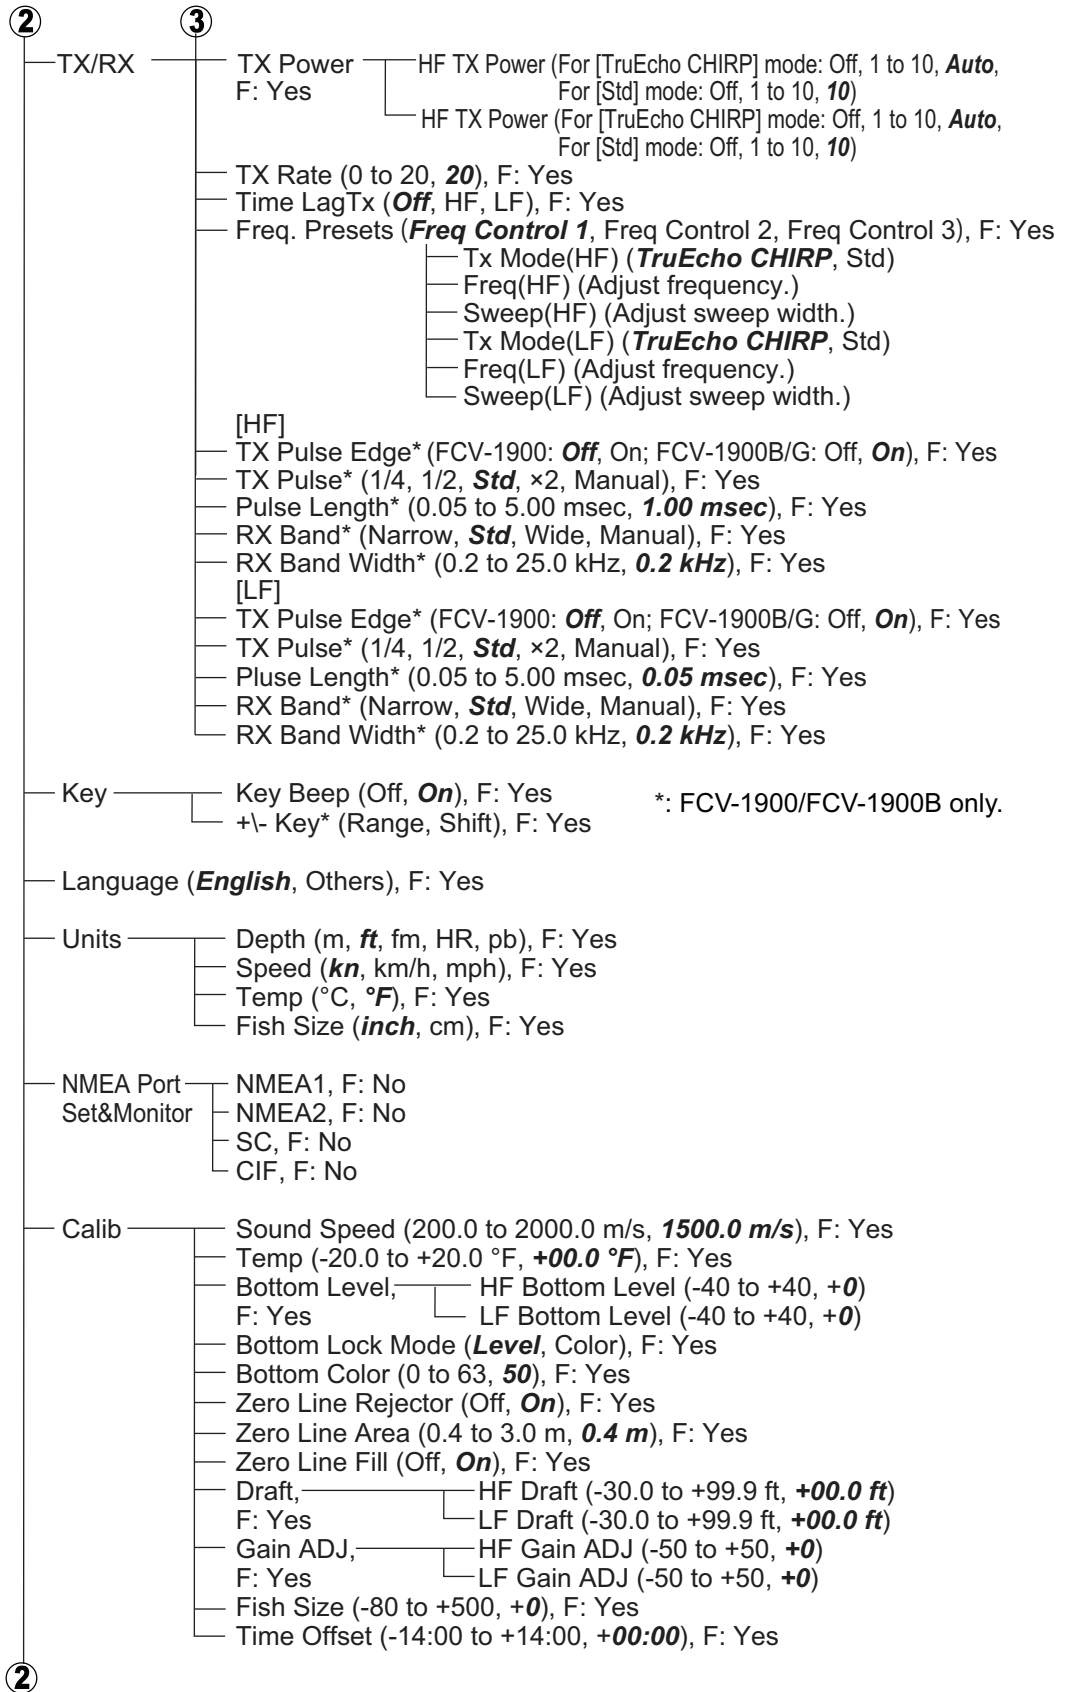 2 3
TX/RX TX Power HF TX Power (For [TruEcho CHIRP] mode: Off, 1 to 10, Auto,
F: Yes For [Std] mode: Off, 1 to 10, 10)
HF TX Power (For [TruEcho CHIRP] mode: Off, 1 to 10, Auto,
For [Std] mode: Off, 1 to 10, 10)
TX Rate (0 to 20, 20), F: Yes
Time LagTx (Off, HF, LF), F: Yes
Freq. Presets (Freq Control 1, Freq Control 2, Freq Control 3), F: Yes
Tx Mode(HF) (TruEcho CHIRP, Std)
Freq(HF) (Adjust frequency.)
Sweep(HF) (Adjust sweep width.)
Tx Mode(LF) (TruEcho CHIRP, Std)
Freq(LF) (Adjust frequency.)
Sweep(LF) (Adjust sweep width.)
[HF]
TX Pulse Edge* (FCV-1900: Off, On; FCV-1900B/G: Off, On), F: Yes
TX Pulse* (1/4, 1/2, Std, ×2, Manual), F: Yes
Pulse Length* (0.05 to 5.00 msec, 1.00 msec), F: Yes
RX Band* (Narrow, Std, Wide, Manual), F: Yes
RX Band Width* (0.2 to 25.0 kHz, 0.2 kHz), F: Yes
[LF]
TX Pulse Edge* (FCV-1900: Off, On; FCV-1900B/G: Off, On), F: Yes
TX Pulse* (1/4, 1/2, Std, ×2, Manual), F: Yes
Pluse Length* (0.05 to 5.00 msec, 0.05 msec), F: Yes
RX Band* (Narrow, Std, Wide, Manual), F: Yes
RX Band Width* (0.2 to 25.0 kHz, 0.2 kHz), F: Yes
Key Key Beep (Off, On), F: Yes *: FCV-1900/FCV-1900B only.
+\- Key* (Range, Shift), F: Yes
Language (English, Others), F: Yes
Units Depth (m, ft, fm, HR, pb), F: Yes
Speed (kn, km/h, mph), F: Yes
Temp (°C, °F), F: Yes
Fish Size (inch, cm), F: Yes
NMEA Port NMEA1, F: No
Set&Monitor NMEA2, F: No
SC, F: No
CIF, F: No
Calib Sound Speed (200.0 to 2000.0 m/s, 1500.0 m/s), F: Yes
Temp (-20.0 to +20.0 °F, +00.0 °F), F: Yes
Bottom Level, HF Bottom Level (-40 to +40, +0)
F: Yes LF Bottom Level (-40 to +40, +0)
Bottom Lock Mode (Level, Color), F: Yes
Bottom Color (0 to 63, 50), F: Yes
Zero Line Rejector (Off, On), F: Yes
Zero Line Area (0.4 to 3.0 m, 0.4 m), F: Yes
Zero Line Fill (Off, On), F: Yes
Draft, HF Draft (-30.0 to +99.9 ft, +00.0 ft)
F: Yes LF Draft (-30.0 to +99.9 ft, +00.0 ft)
Gain ADJ, HF Gain ADJ (-50 to +50, +0)
F: Yes LF Gain ADJ (-50 to +50, +0)
Fish Size (-80 to +500, +0), F: Yes
Time Offset (-14:00 to +14:00, +00:00), F: Yes
2